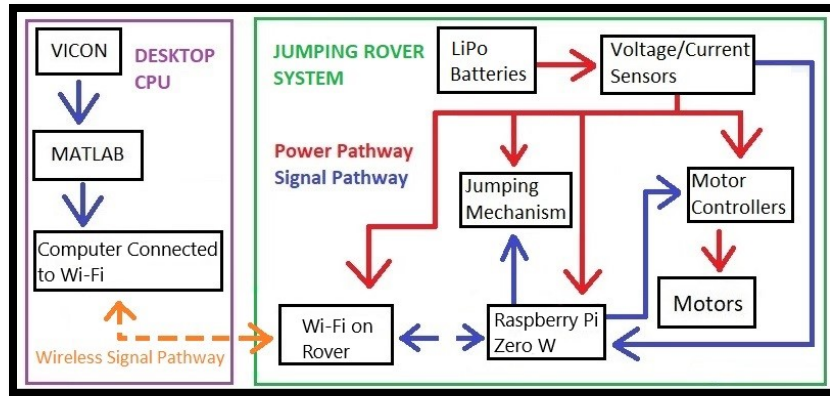 VICON
DESKTOP
CPU
MATLAB
Computer Connected
to Wi-Fi
Wireless Signal Pathway
JUMPING ROVER
SYSTEM
LiPo
Batteries
Voltage/Current
Sensors
Power Pathway
Signal Pathway
Jumping
Mechanism
Motor
Controllers
Motors
Wi-Fi on
Rover
Raspberry Pi
Zero W